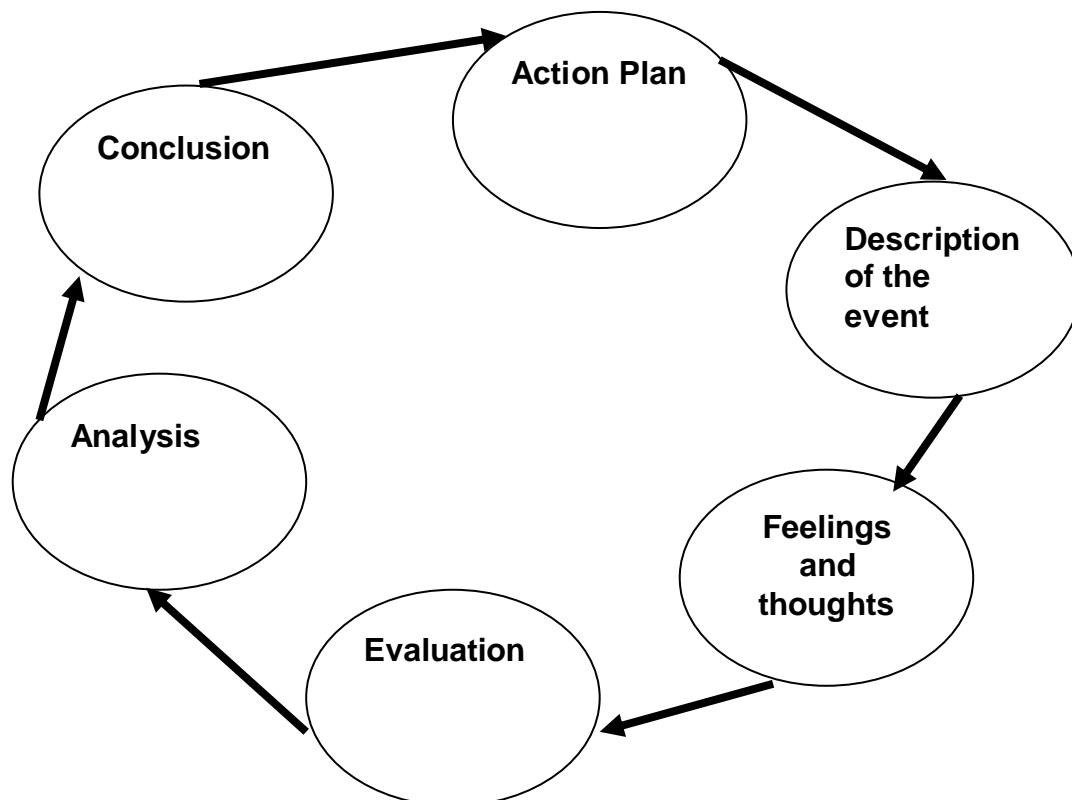 Action Plan
Conclusion
Description
of the
event
Analysis
Feelings
and
thoughts
Evaluation